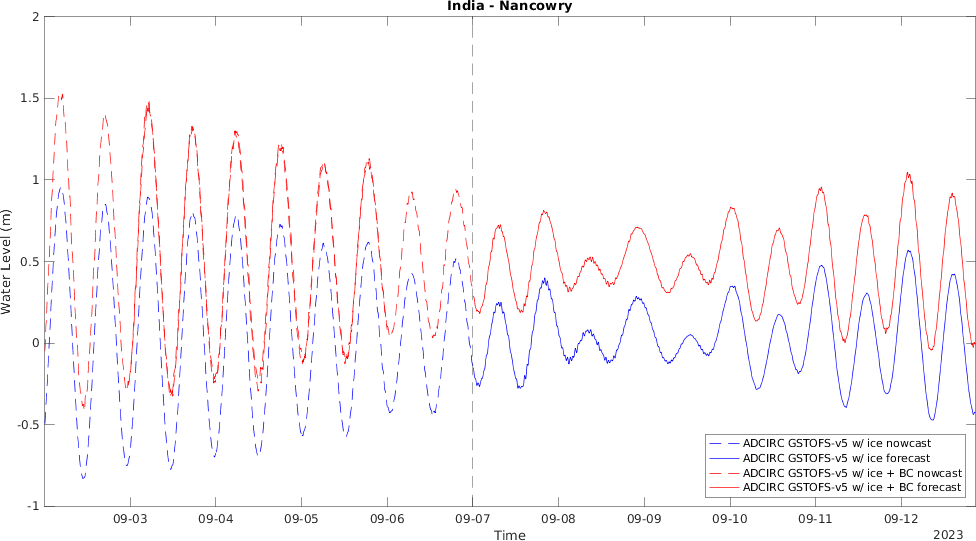 India - Nancowry
2
1.5
1
0.5
0
-0.5
-1
Water Level (m)
09-03 09-04 09-05 09-06 09-07 09-08 09-09 09-10 09-11 09-12
Time
2023
ADCIRC GSTOFS-v5 w/ ice nowcast
ADCIRC GSTOFS-v5 w/ ice forecast
ADCIRC GSTOFS-v5 w/ ice + BC nowcast
ADCIRC GSTOFS-v5 w/ ice + BC forecast